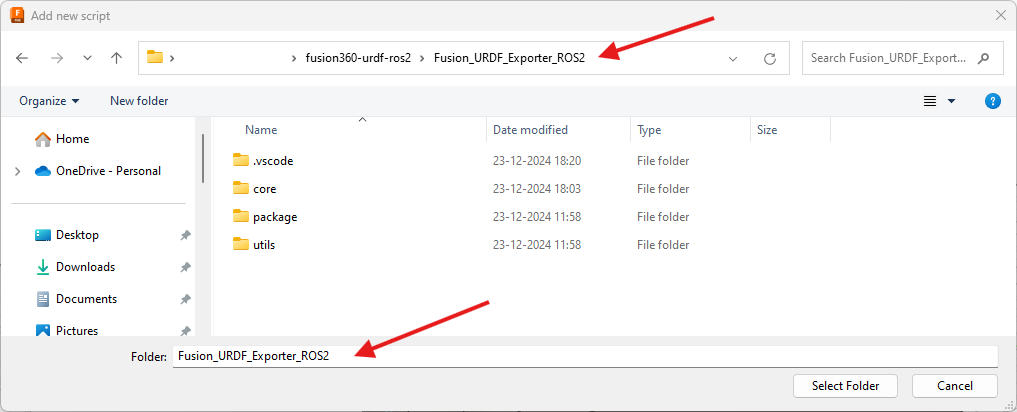 Add new script
fusion360-urdf-ros2 › Fusion_URDF_Exporter_ROS2
Search Fusion_URDF_Export...
Organize New folder
Name Date modified Type Size
Home
OneDrive - Personal
Desktop
Downloads
Documents
Pictures
.vscode 23-12-2024 18:20 File folder
core 23-12-2024 18:03 File folder
package 23-12-2024 11:58 File folder
utils 23-12-2024 11:58 File folder
Folder: Fusion_URDF_Exporter_ROS2
Select Folder Cancel